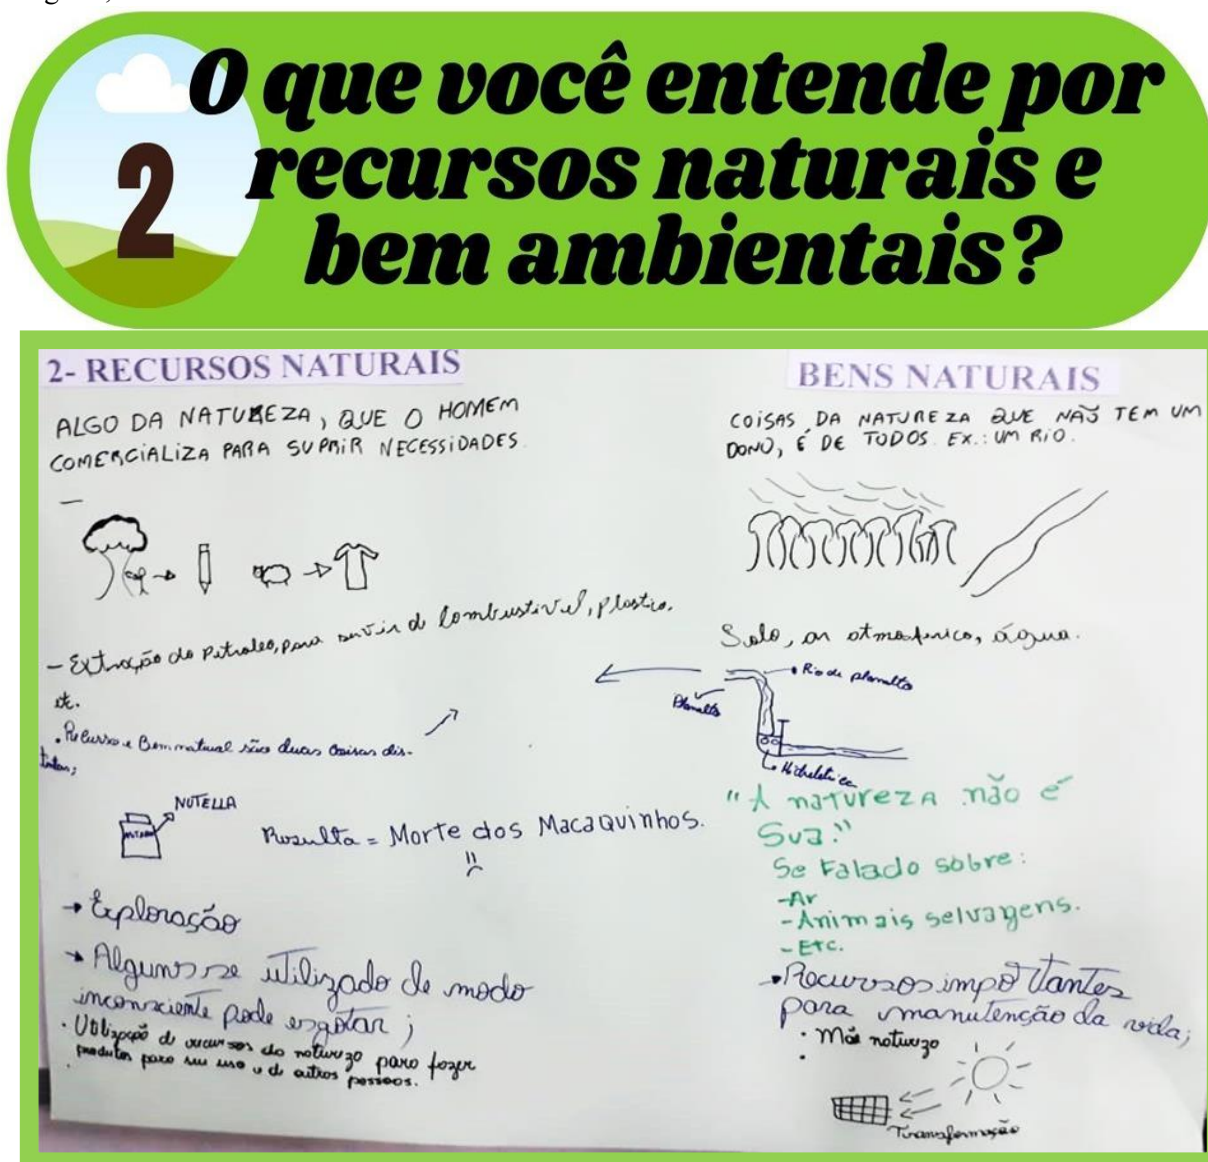 2
O que você entende por
recursos naturais e
bem ambientais?
2- RECURSOS NATURAIS
ALGO DA NATUREZA, QUE O HOMEM
COMERCIALIZA PARA SUPRIR NECESSIDADES.
- Extração do Petroleo, para servir de combustivel, plastico,
etc.
. Recurso e Bem natural são duas coisas dis-
tintas;
NUTELLA
Rosulta = Morte dos Macaquinhos.
→ Exploração
→ Alguns se utilizado de modo
inconsciente pode esgotar;
. Utilização de recursos da natureza para fazer
produtos para seu uso e de outras pessoas.
BENS NATURAIS
COISAS DA NATUREZA QUE NÃO TEM UM
DONO, É DE TODOS. EX.: UM RIO.
Solo, ar atmosferico, água.
Rio de planalto
Planalto
Hidreletrica
"A natureza não é
Sua."
Se Falado sobre:
-Ar
-Animais selvagens.
- Etc.
→ Recursos importantes
para manutenção da vida;
. Mãe natureza
Transformação